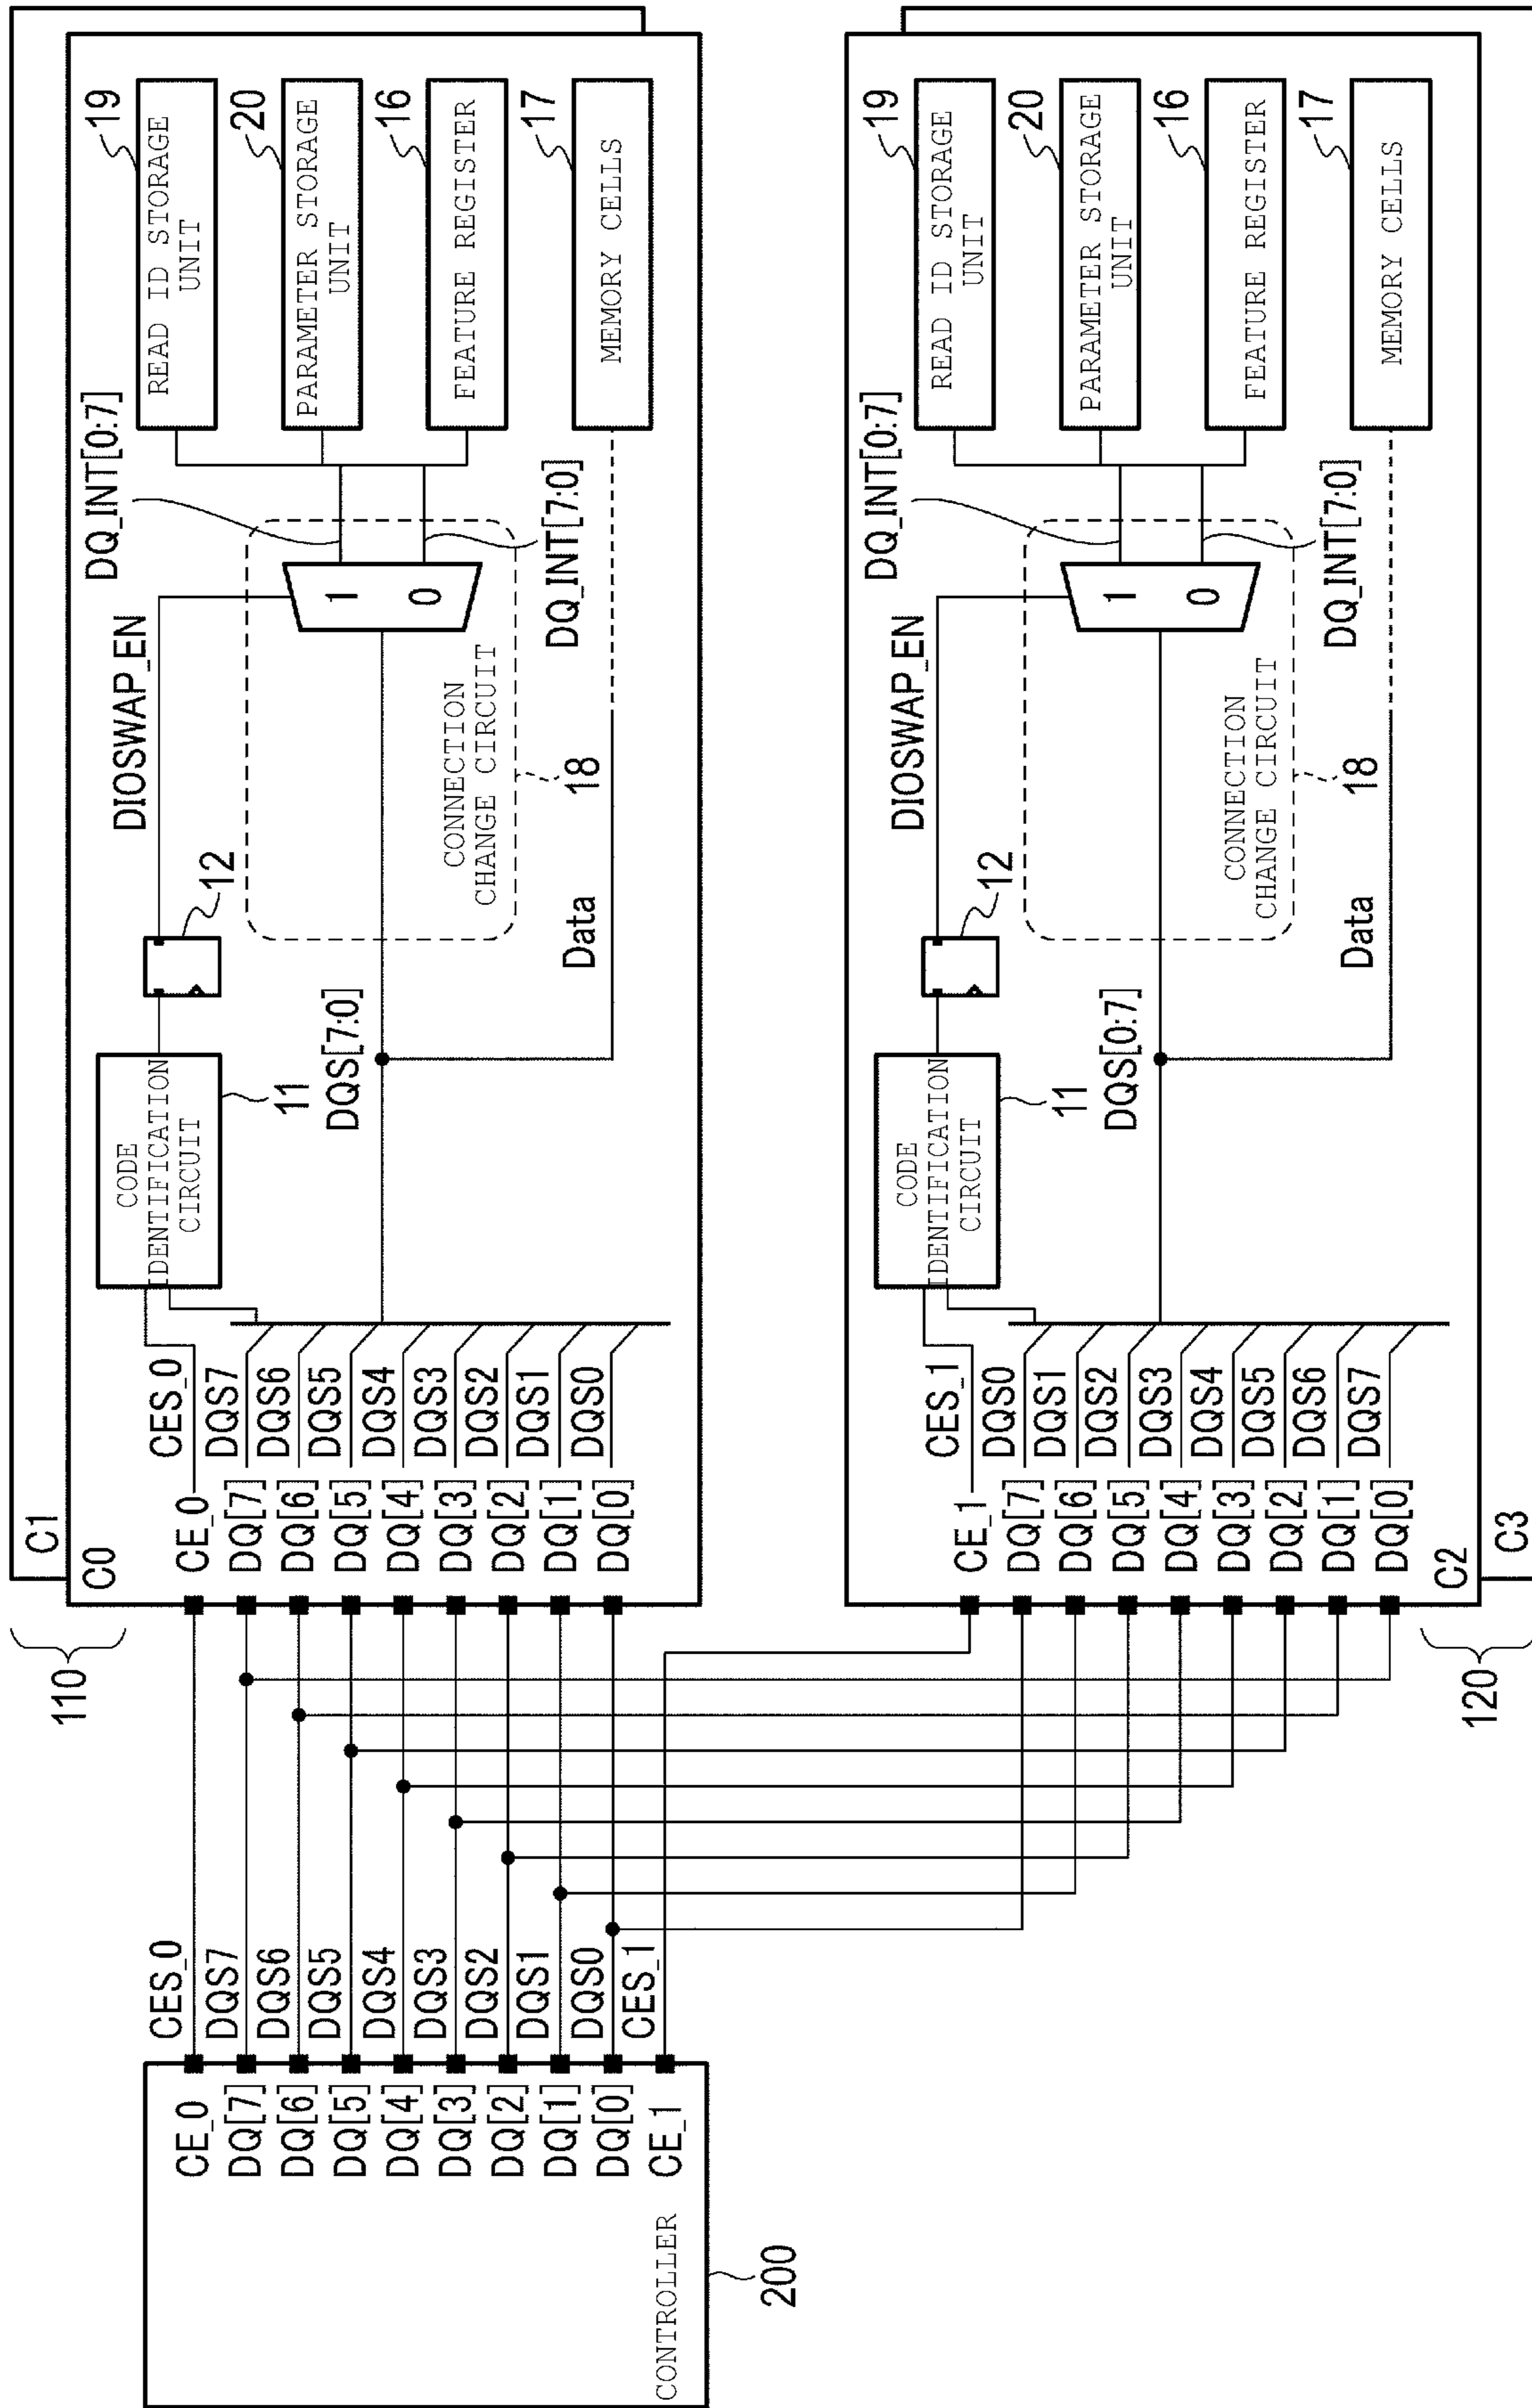 CONTROLLER
200
CE_0
DQ[7]
DQ[6]
DQ[5]
DQ[4]
DQ[3]
DQ[2]
DQ[1]
DQ[0]
CE_1
CES_0
DQS7
DQS6
DQS5
DQS4
DQS3
DQS2
DQS1
DQS0
CES_1
110
C1
C0
CE_0
DQ[7]
DQ[6]
DQ[5]
DQ[4]
DQ[3]
DQ[2]
DQ[1]
DQ[0]
CES_0
DQS7
DQS6
DQS5
DQS4
DQS3
DQS2
DQS1
DQS0
CODE
IDENTIFICATION
CIRCUIT
11
DQS[7:0]
12
DIOSWAP_EN
Data
CONNECTION
CHANGE CIRCUIT
18
1
0
DQ_INT[0:7]
DQ_INT[7:0]
READ ID STORAGE
UNIT
19
PARAMETER STORAGE
UNIT
20
FEATURE REGISTER
16
MEMORY CELLS
17
120
C2
C3
CE_1
DQ[7]
DQ[6]
DQ[5]
DQ[4]
DQ[3]
DQ[2]
DQ[1]
DQ[0]
CES_1
DQS0
DQS1
DQS2
DQS3
DQS4
DQS5
DQS6
DQS7
CODE
IDENTIFICATION
CIRCUIT
11
DQS[0:7]
12
DIOSWAP_EN
Data
CONNECTION
CHANGE CIRCUIT
18
1
0
DQ_INT[0:7]
DQ_INT[7:0]
READ ID STORAGE
UNIT
19
PARAMETER STORAGE
UNIT
20
FEATURE REGISTER
16
MEMORY CELLS
17